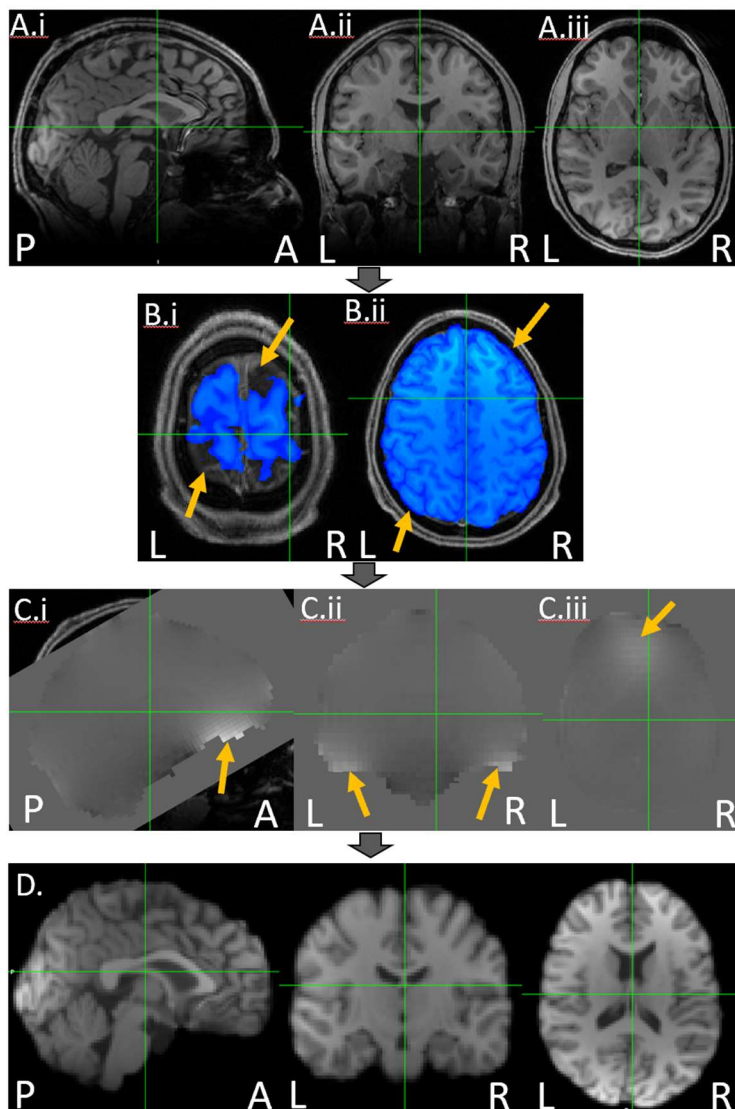 A.i A.ii A.iii
P A L R L R
B.i B.ii
L R L R
C.i C.ii C.iii
P A L R L R
D.
P A L R L R